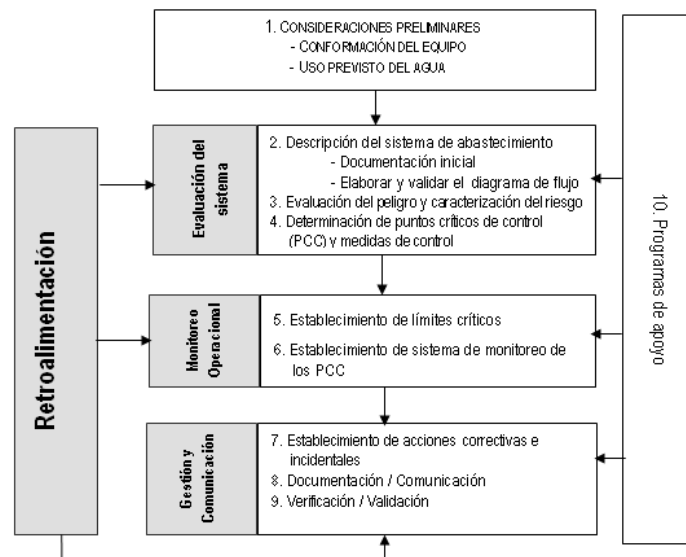 1. CONSIDERACIONES PRELIMINARES
- CONFORMACIÓN DEL EQUIPO
- USO PREVISTO DEL AGUA
Retroalimentación
Evaluación del
sistema
2. Descripción del sistema de abastecimiento
- Documentación inicial
- Elaborar y validar el diagrama de flujo
3. Evaluación del peligro y caracterización del riesgo
4. Determinación de puntos críticos de control
(PCC) y medidas de control
Monitoreo
Operacional
5. Establecimiento de límites críticos
6. Establecimiento de sistema de monitoreo de
los PCC
Gestión y
Comunicación
7. Establecimiento de acciones correctivas e
incidentales
8. Documentación / Comunicación
9. Verificación / Validación
10. Programas de apoyo